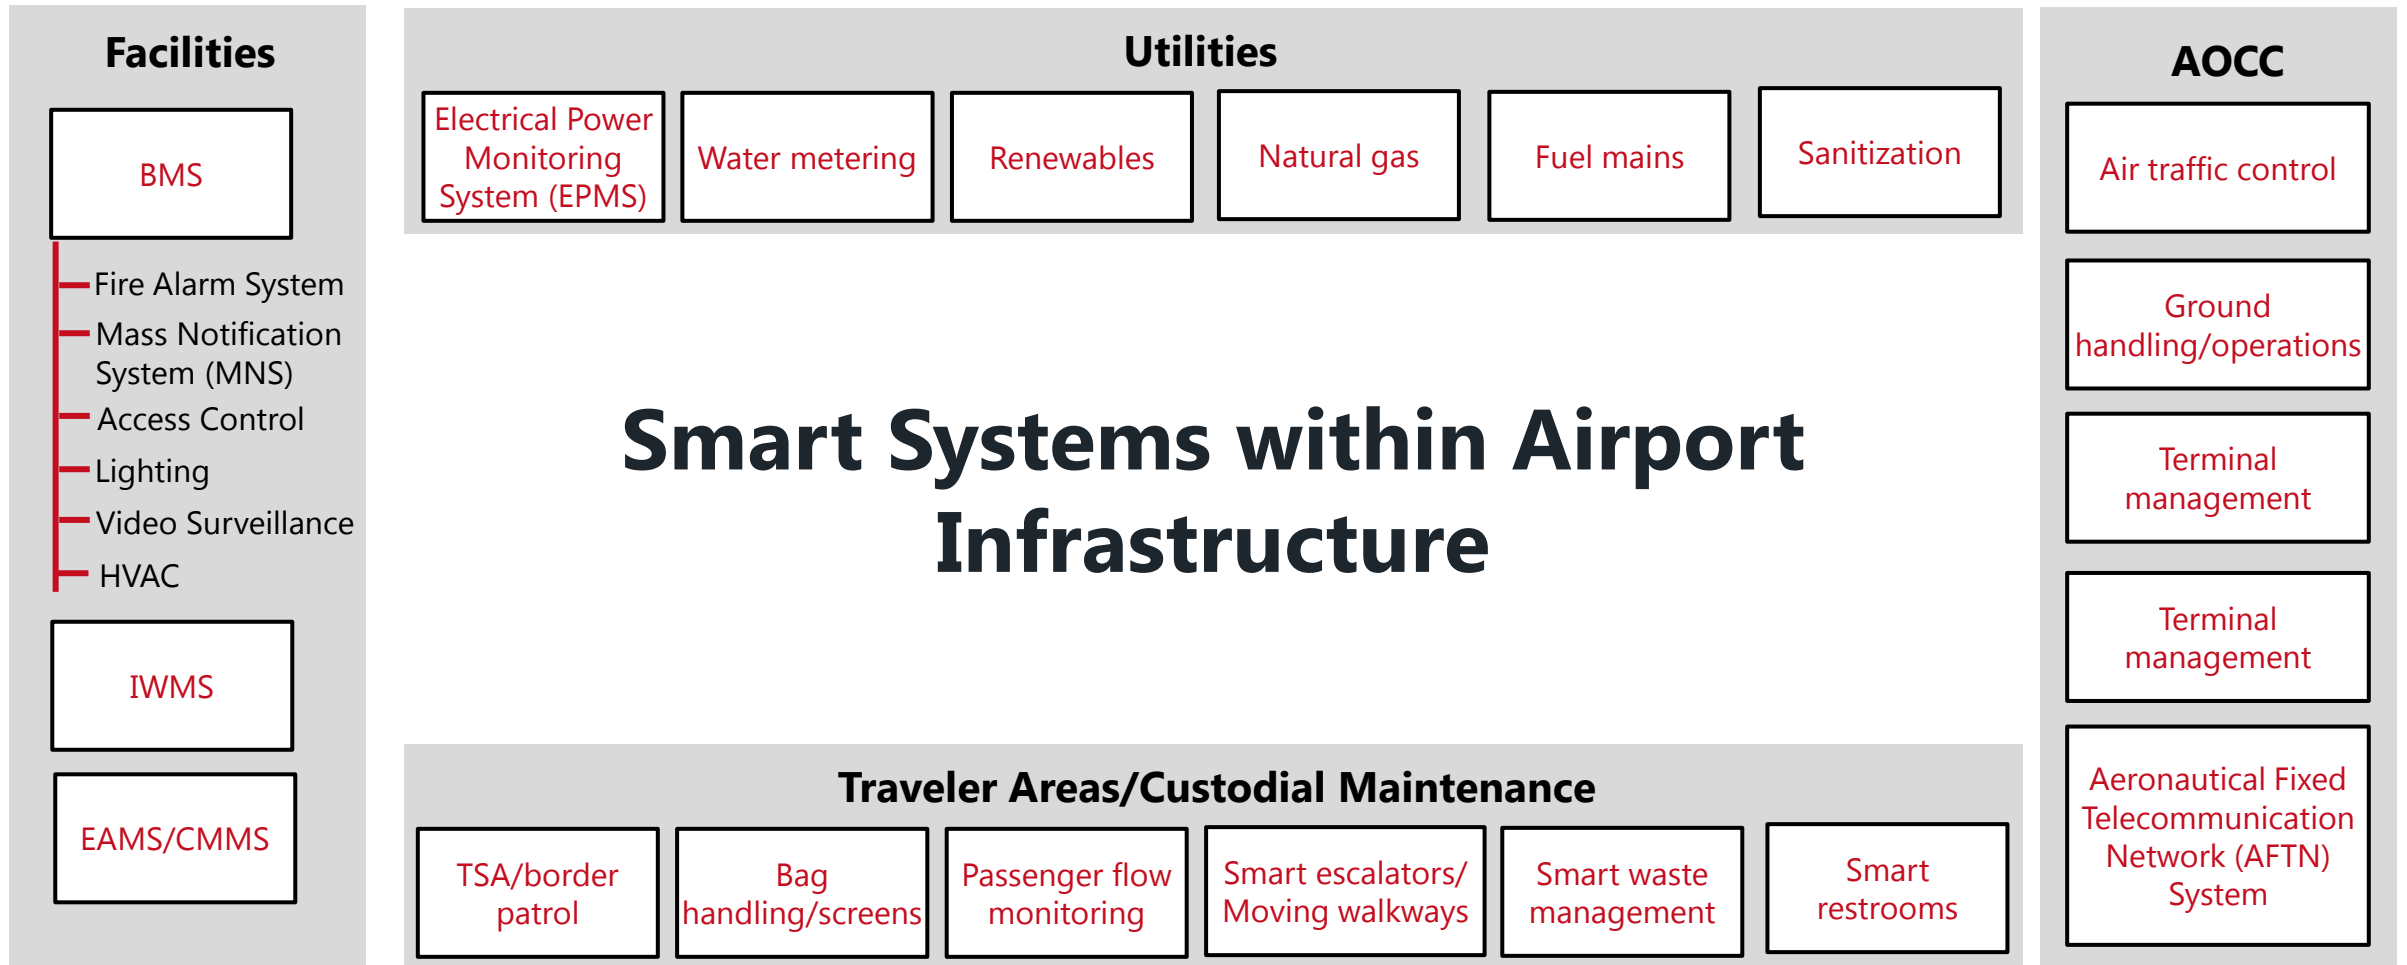 Facilities
BMS
Fire Alarm System
Mass Notification
System (MNS)
Access Control
Lighting
Video Surveillance
HVAC
IWMS
EAMS/CMMS
Utilities
Electrical Power
Monitoring
System (EPMS)
Water metering
Renewables
Natural gas
Fuel mains
Sanitization
Smart Systems within Airport
Infrastructure
Traveler Areas/Custodial Maintenance
TSA/border
patrol
Bag
handling/screens
Passenger flow
monitoring
Smart escalators/
Moving walkways
Smart waste
management
Smart
restrooms
AOCC
Air traffic control
Ground
handling/operations
Terminal
management
Terminal
management
Aeronautical Fixed
Telecommunication
Network (AFTN)
System